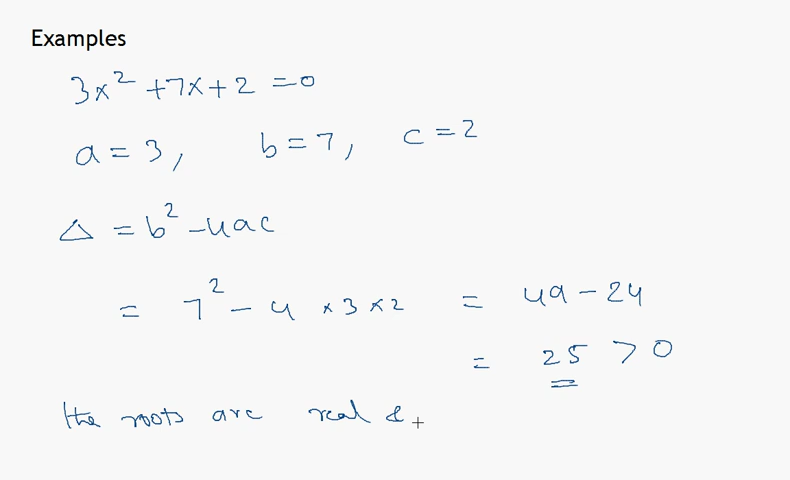 Examples
3x² + 7x + 2 = 0
a = 3, b = 7, c = 2
△ = b² - 4ac
= 7² - 4 × 3 × 2 = 49 - 24
= 25 > 0
the roots are real &